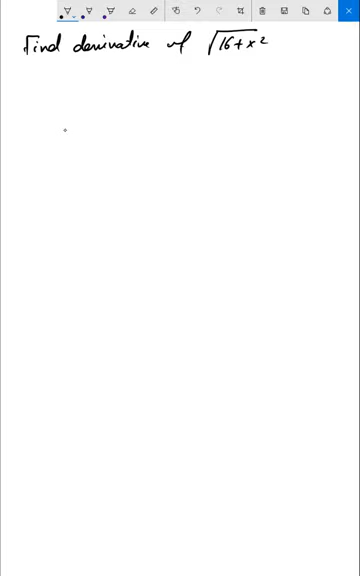 Find derivative of √16+x²